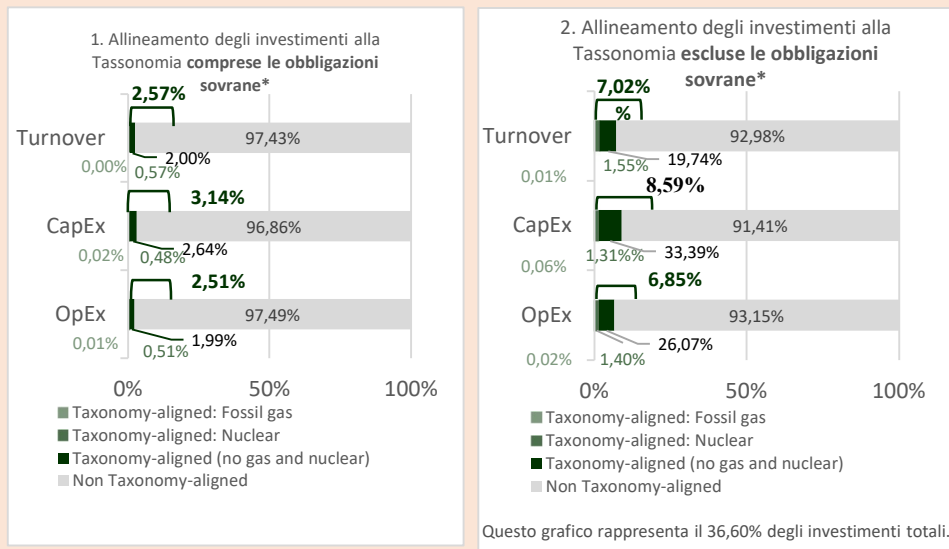 1. Allineamento degli investimenti alla
Tassonomia comprese le obbligazioni
sovrane*
2,57%
Turnover
97,43%
2,00%
0,00%
0,57%
3,14%
CapEx
96,86%
2,64%
0,02%
0,48%
2,51%
OpEx
97,49%
1,99%
0,01%
0,51%
0%
50%
100%
Taxonomy-aligned: Fossil gas
Taxonomy-aligned: Nuclear
Taxonomy-aligned (no gas and nuclear)
Non Taxonomy-aligned
2. Allineamento degli investimenti alla
Tassonomia escluse le obbligazioni
sovrane*
7,02%
%
Turnover
92,98%
1,55%
19,74%
0,01%
8,59%
CapEx
91,41%
1,31%%
33,39%
0,06%
6,85%
OpEx
93,15%
26,07%
0,02%
1,40%
0%
50%
100%
Taxonomy-aligned: Fossil gas
Taxonomy-aligned: Nuclear
Taxonomy-aligned (no gas and nuclear)
Non Taxonomy-aligned
Questo grafico rappresenta il 36,60% degli investimenti totali.